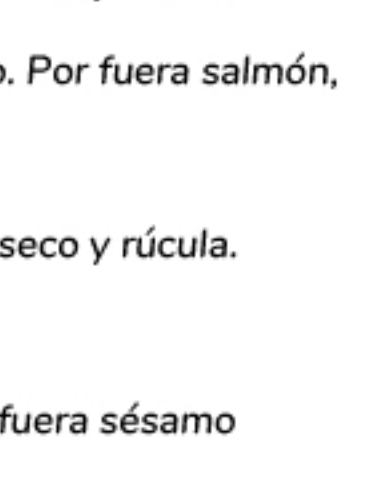 o. Por fuera salmón,
seco y rúcula.
fuera sésamo